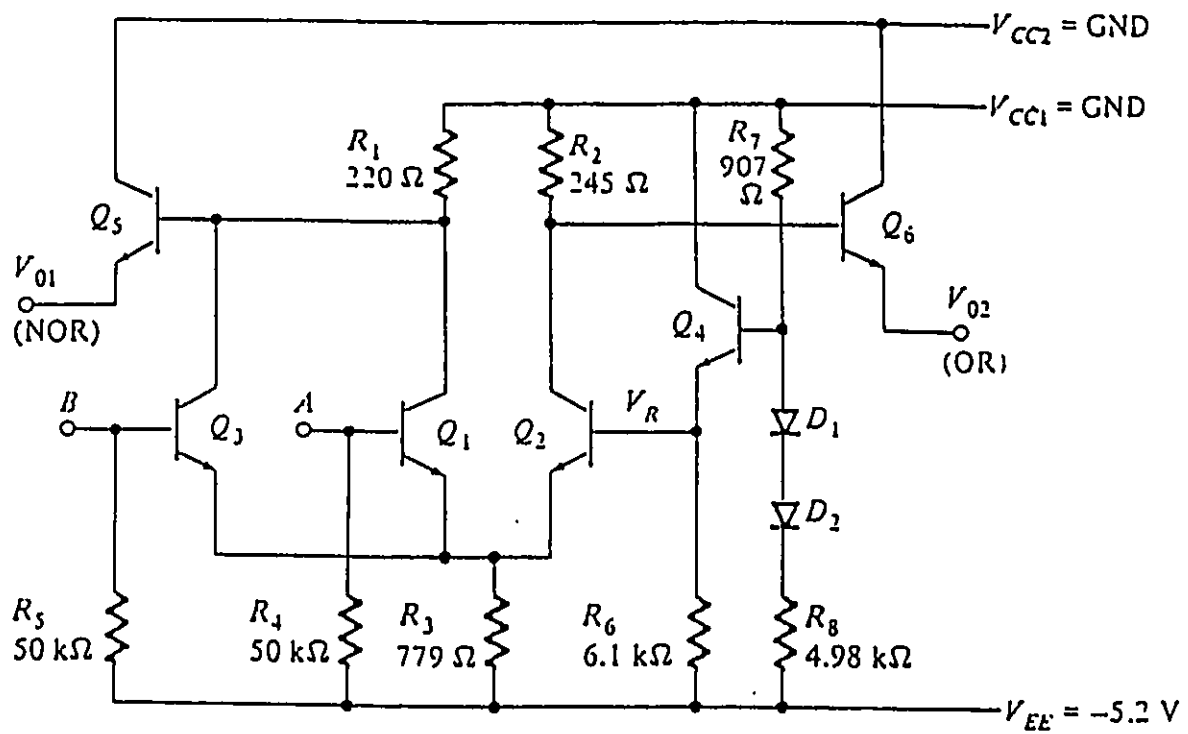 V_CC2 = GND
V_CC1 = GND
R_1
220 Ω
R_2
245 Ω
R_7
907
Ω
Q_5
Q_6
V_01
(NOR)
V_02
(OR)
Q_4
B
Q_3
A
Q_1
Q_2
V_R
D_1
D_2
R_5
50 kΩ
R_4
50 kΩ
R_3
779 Ω
R_6
6.1 kΩ
R_8
4.98 kΩ
V_EE = -5.2 V